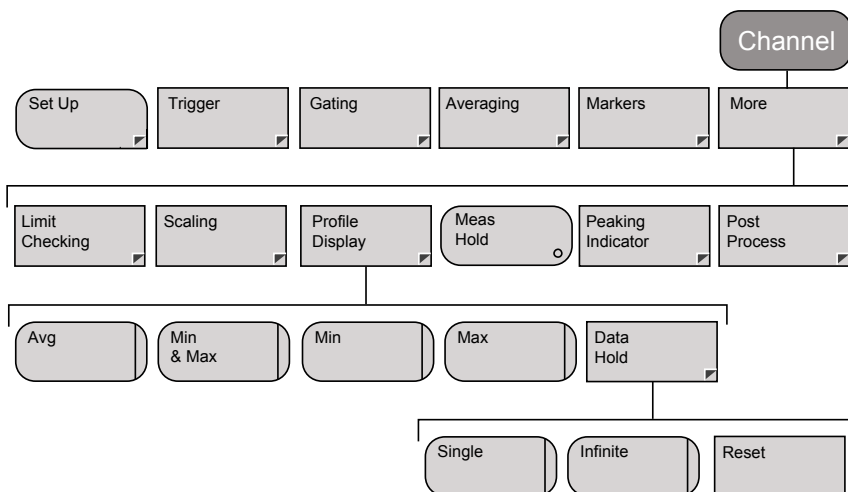 Channel
Set Up
Trigger
Gating
Averaging
Markers
More
Limit
Checking
Scaling
Profile
Display
Meas
Hold
Peaking
Indicator
Post
Process
Avg
Min
& Max
Min
Max
Data
Hold
Single
Infinite
Reset